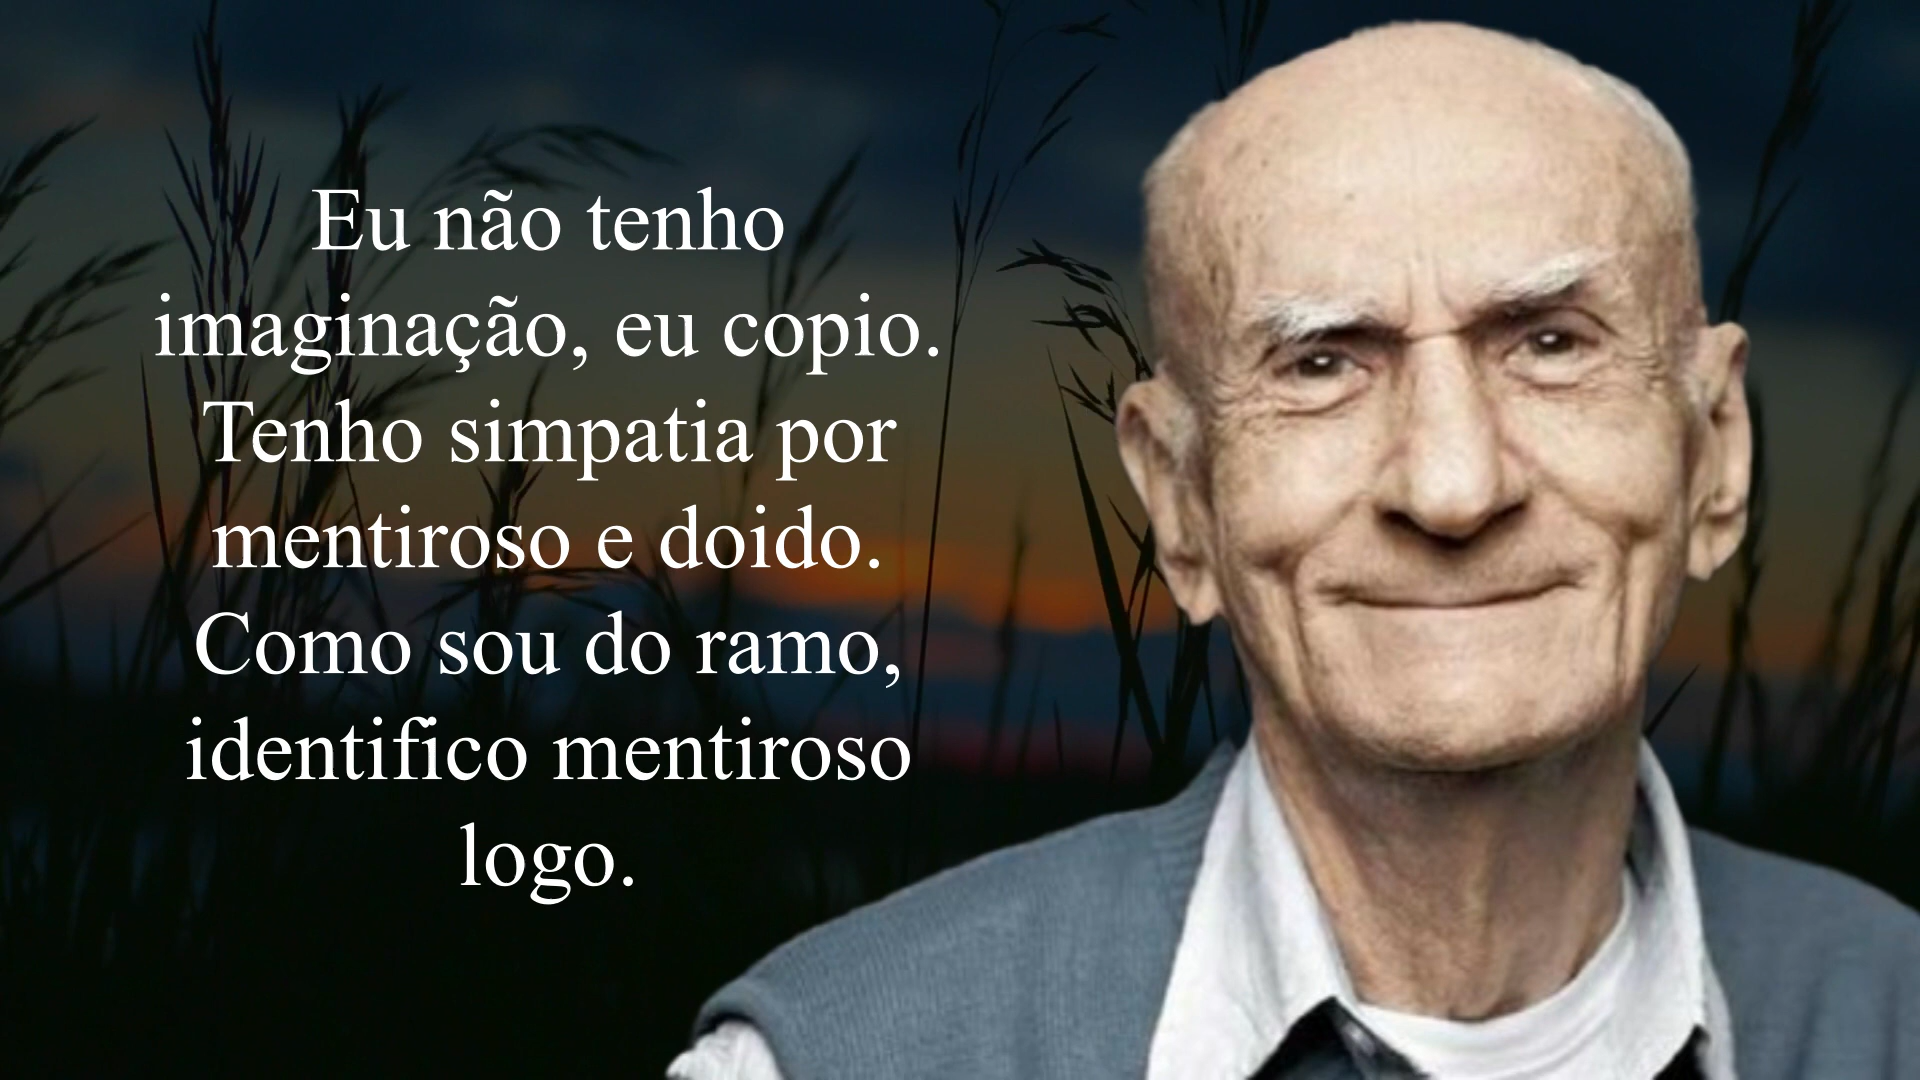 Eu não tenho
imaginação, eu copio.
Tenho simpatia por
mentiroso e doido.
Como sou do ramo,
identifico mentiroso
logo.